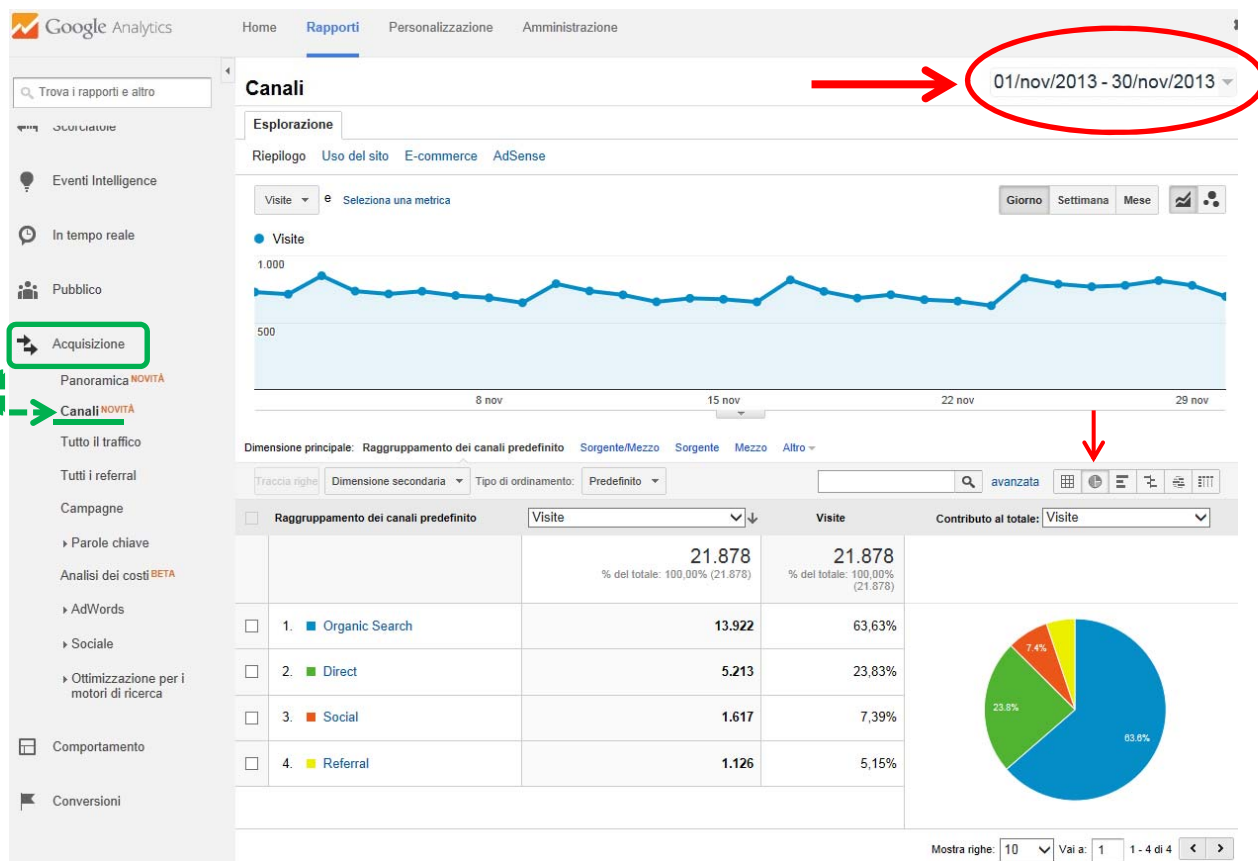 Google Analytics
Home Rapporti Personalizzazione Amministrazione
Trova i rapporti e altro
Scorciatoie
Eventi Intelligence
In tempo reale
Pubblico
Acquisizione
Panoramica NOVITÀ
Canali NOVITÀ
Tutto il traffico
Tutti i referral
Campagne
Parole chiave
Analisi dei costi BETA
AdWords
Sociale
Ottimizzazione per i
motori di ricerca
Comportamento
Conversioni
Canali
01/nov/2013 - 30/nov/2013
Esplorazione
Riepilogo Uso del sito E-commerce AdSense
Visite e Seleziona una metrica
Giorno Settimana Mese
Visite
1.000
500
8 nov 15 nov 22 nov 29 nov
Dimensione principale: Raggruppamento dei canali predefinito Sorgente/Mezzo Sorgente Mezzo Altro
Traccia righe Dimensione secondaria Tipo di ordinamento: Predefinito avanzata
Raggruppamento dei canali predefinito Visite Visite Contributo al totale: Visite
21.878 21.878
% del totale: 100,00% (21.878) % del totale: 100,00%
(21.878)
1. Organic Search 13.922 63,63%
2. Direct 5.213 23,83%
3. Social 1.617 7,39%
4. Referral 1.126 5,15%
7.4%
23.8%
63.6%
Mostra righe: 10 Vai a: 1 1 - 4 di 4